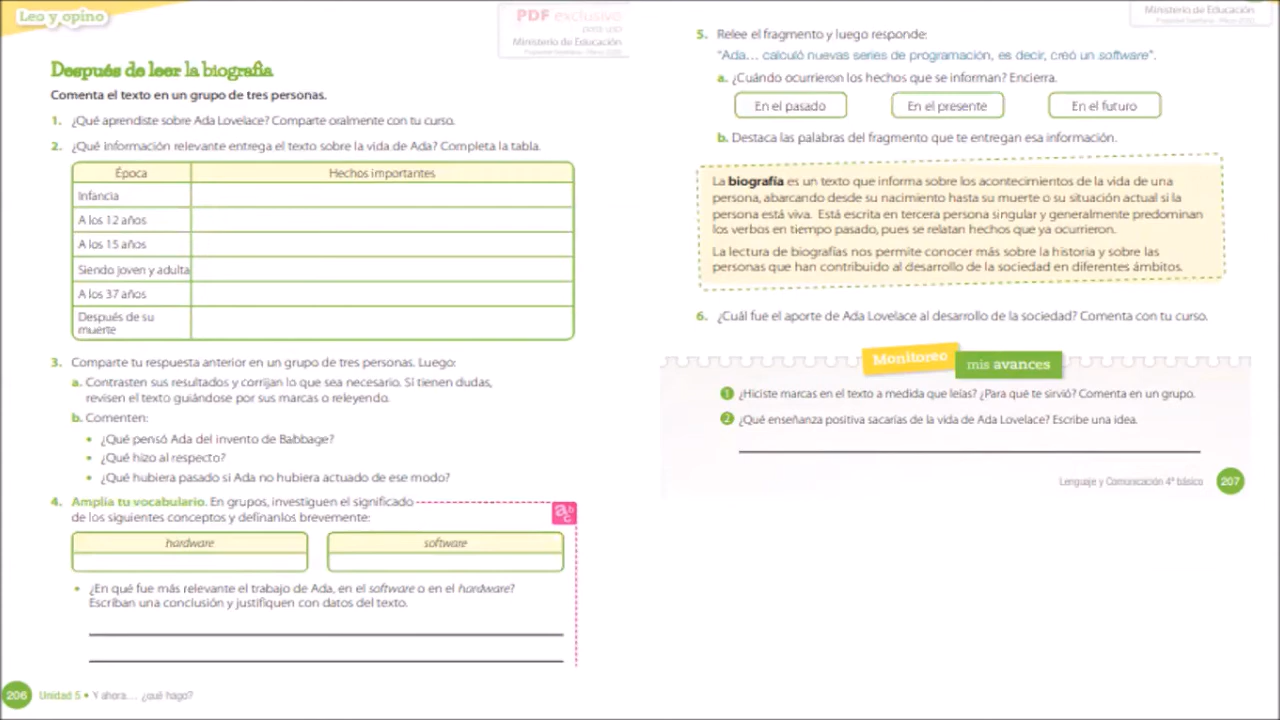 Leo y opino
PDF exclusivo
para uso
Ministerio de Educación
Después de leer la biografía
Comenta el texto en un grupo de tres personas.
1. ¿Qué aprendiste sobre Ada Lovelace? Comparte oralmente con tu curso.
2. ¿Qué información relevante entrega el texto sobre la vida de Ada? Completa la tabla.
Época Hechos importantes
Infancia
A los 12 años
A los 15 años
Siendo joven y adulta
A los 37 años
Después de su
muerte
3. Comparte tu respuesta anterior en un grupo de tres personas. Luego:
a. Contrasten sus resultados y corrijan lo que sea necesario. Si tienen dudas,
revisen el texto guiándose por sus marcas o releyendo.
b. Comenten:
• ¿Qué pensó Ada del invento de Babbage?
• ¿Qué hizo al respecto?
• ¿Qué hubiera pasado si Ada no hubiera actuado de ese modo?
4. Amplía tu vocabulario. En grupos, investiguen el significado
de los siguientes conceptos y defínanlos brevemente:
abc
hardware software
• ¿En qué fue más relevante el trabajo de Ada, en el software o en el hardware?
Escriban una conclusión y justifiquen con datos del texto.
206 Unidad 5 • Y ahora... ¿qué hago?
Ministerio de Educación
5. Relee el fragmento y luego responde:
"Ada... calculó nuevas series de programación, es decir, creó un software".
a. ¿Cuándo ocurrieron los hechos que se informan? Encierra.
En el pasado En el presente En el futuro
b. Destaca las palabras del fragmento que te entregan esa información.
La biografía es un texto que informa sobre los acontecimientos de la vida de una
persona, abarcando desde su nacimiento hasta su muerte o su situación actual si la
persona está viva. Está escrita en tercera persona singular y generalmente predominan
los verbos en tiempo pasado, pues se relatan hechos que ya ocurrieron.
La lectura de biografías nos permite conocer más sobre la historia y sobre las
personas que han contribuido al desarrollo de la sociedad en diferentes ámbitos.
6. ¿Cuál fue el aporte de Ada Lovelace al desarrollo de la sociedad? Comenta con tu curso.
Monitoreo mis avances
1 ¿Hiciste marcas en el texto a medida que leías? ¿Para qué te sirvió? Comenta en un grupo.
2 ¿Qué enseñanza positiva sacarías de la vida de Ada Lovelace? Escribe una idea.
Lenguaje y Comunicación 4º básico 207